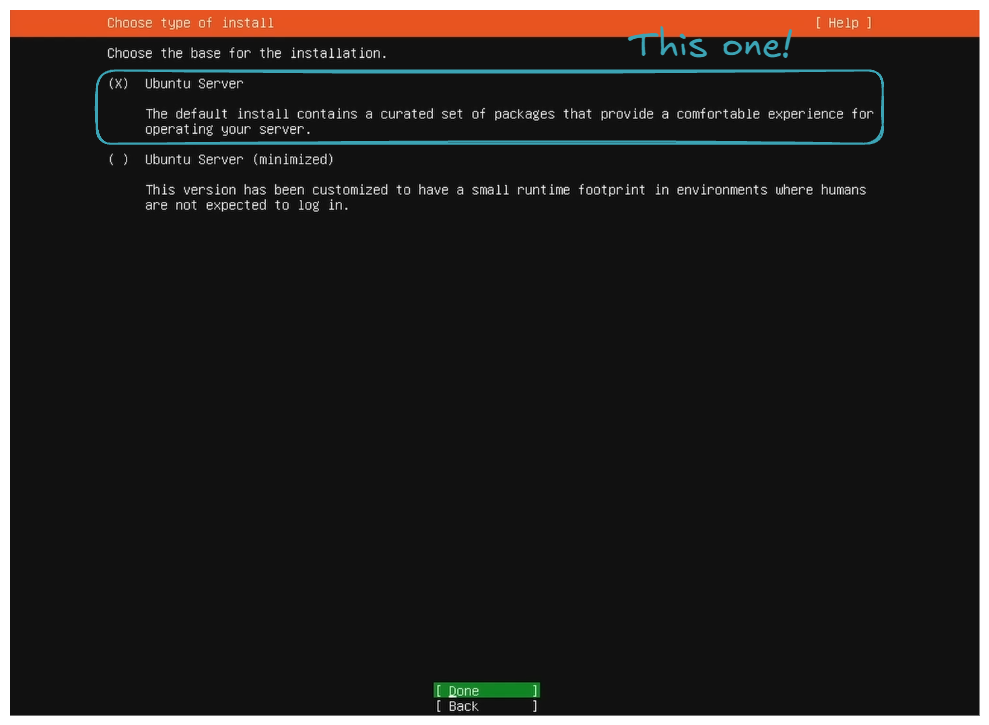 Choose type of install [ Help ]
This one!
Choose the base for the installation.
(X) Ubuntu Server
The default install contains a curated set of packages that provide a comfortable experience for
operating your server.
( ) Ubuntu Server (minimized)
This version has been customized to have a small runtime footprint in environments where humans
are not expected to log in.
[ Done ]
[ Back ]